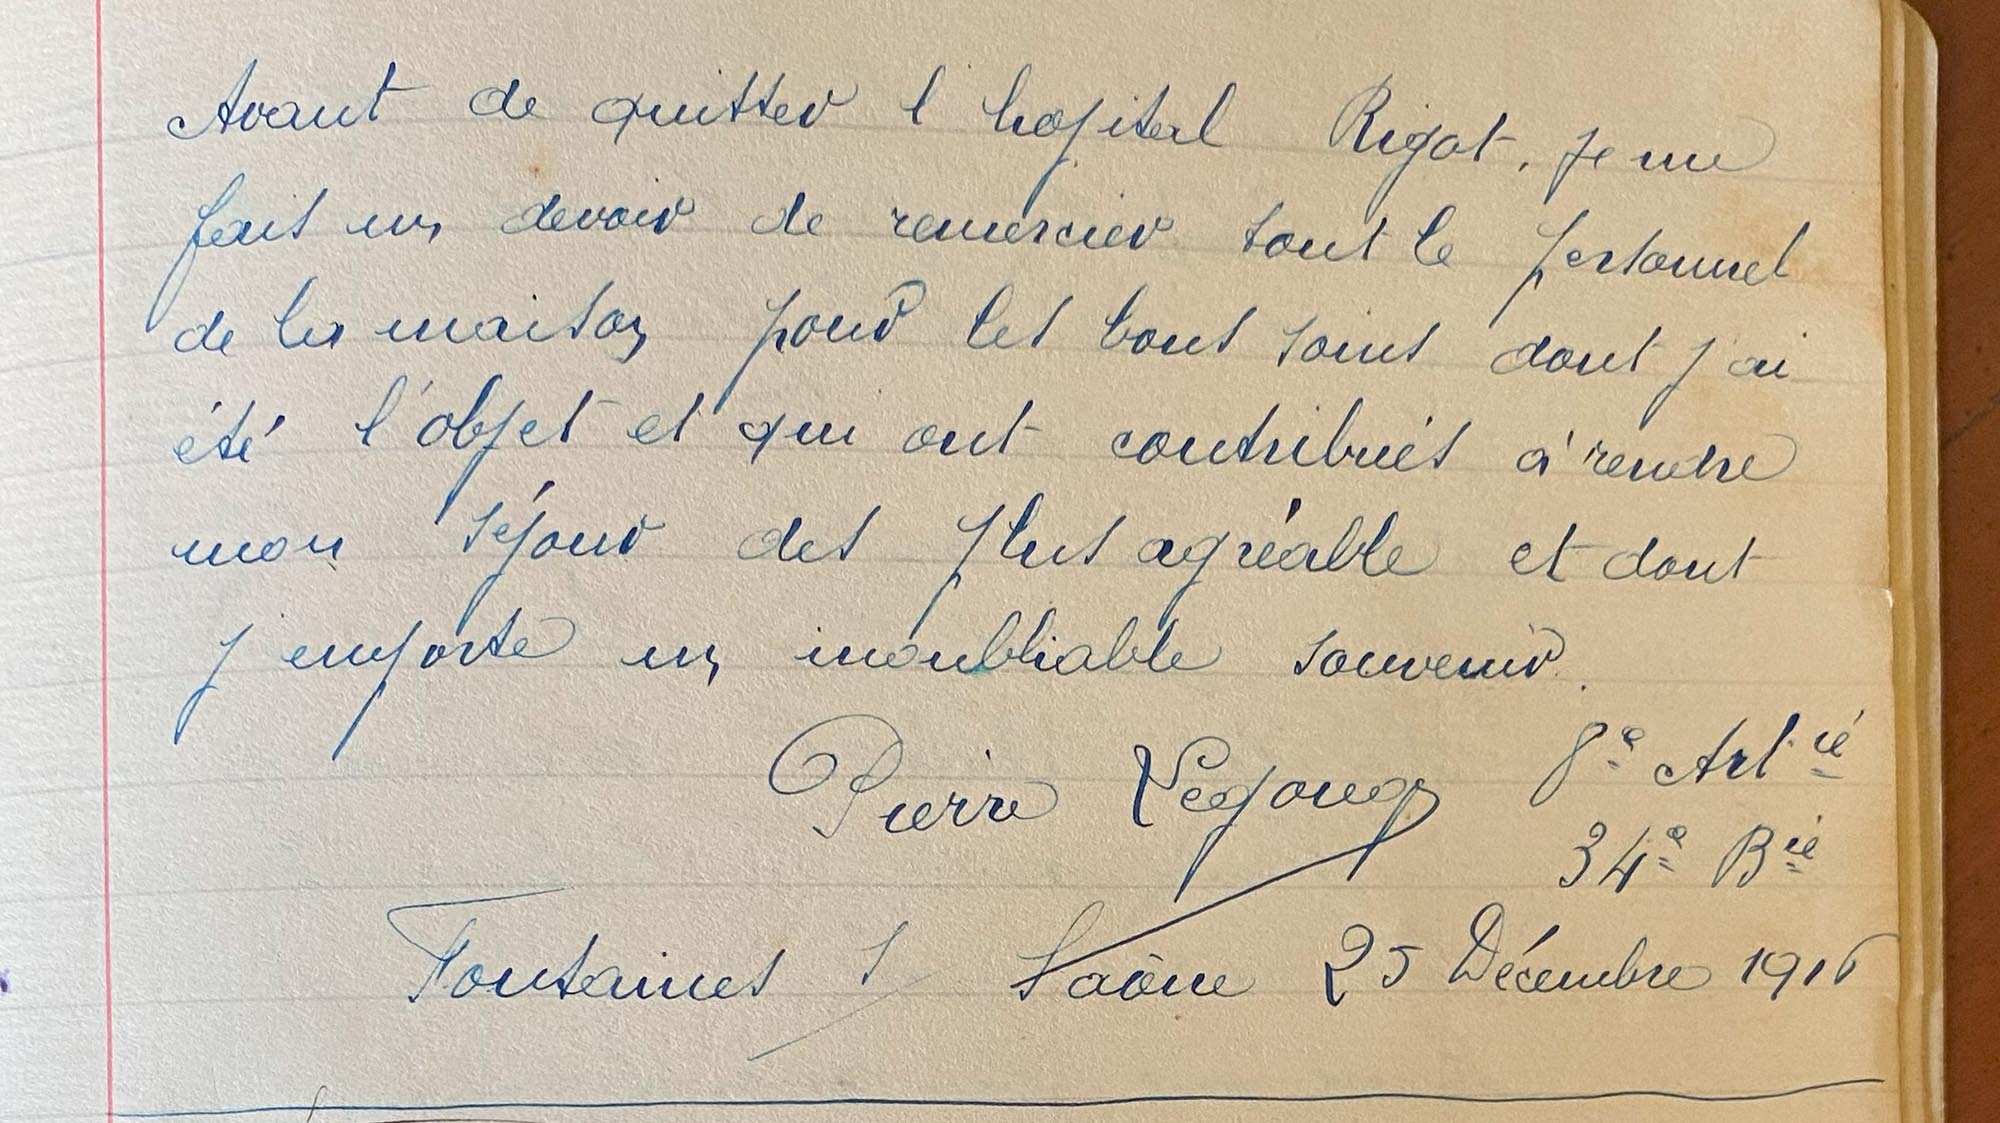 Avant de quitter l hopital Rigot, je me
fais un devoir de remercier tout le personnel
de la maison pour les bons soins dont j'ai
été l'objet et qui ont contribués à rendre
mon séjour des plus agréable et dont
j emporte un inoubliable souvenir.
Pierre 8e Artie
34e Bie
Fontaines s/ Saône 25 Décembre 1916